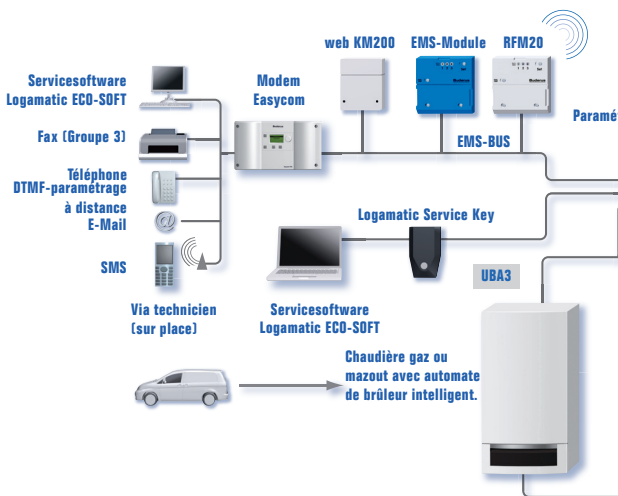 web KM200
EMS-Module
RFM20
Servicesoftware
Logamatic ECO-SOFT
Modem
Easycom
Fax (Groupe 3)
Paramé
EMS-BUS
Téléphone
DTMF-paramétrage
à distance
E-Mail
@
Logamatic Service Key
SMS
UBA3
Via technicien
(sur place)
Servicesoftware
Logamatic ECO-SOFT
Chaudière gaz ou
mazout avec automate
de brûleur intelligent.